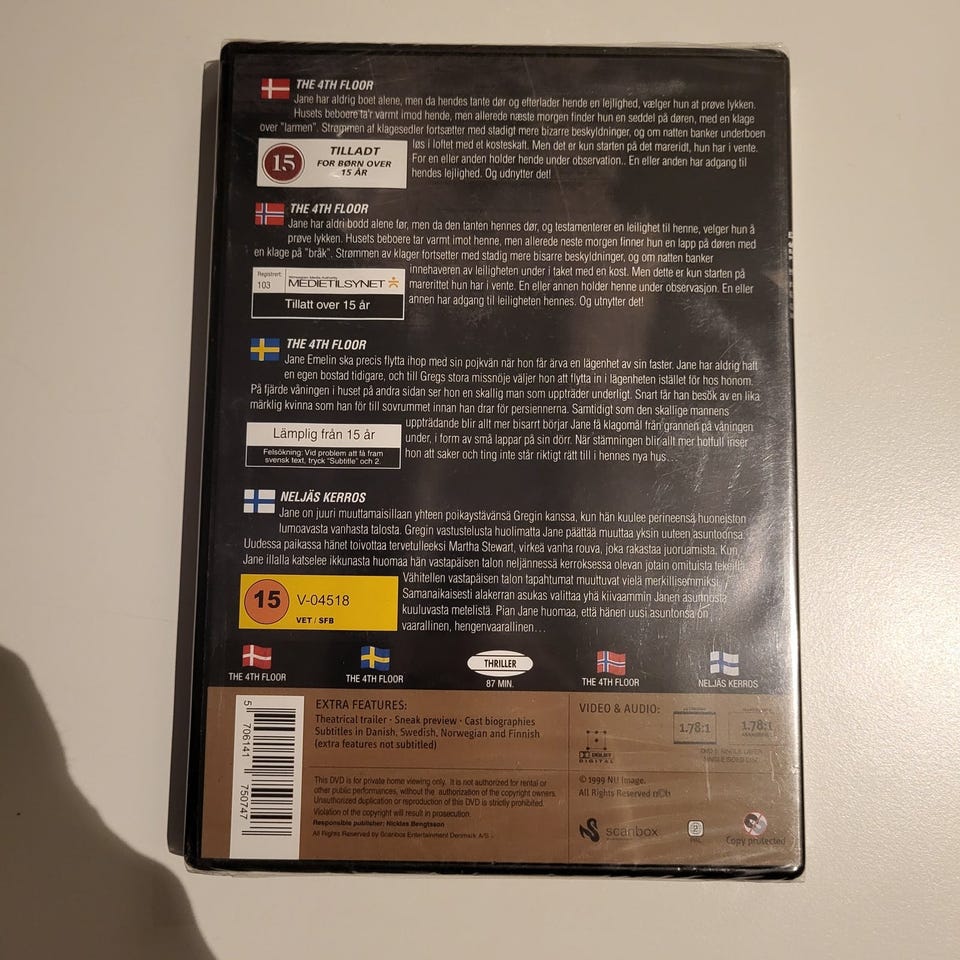 THE 4TH FLOOR
Jane har aldrig boet alene, men da hendes tante dør og efterlader hende en lejlighed, vælger hun at prøve lykken.
Husets beboere ta'r varmt imod hende, men allerede næste morgen finder hun en seddel på døren, med en klage
over "larmen". Strømmen af klagesedler fortsætter med stadig mere bizarre beskyldninger, og om natten banker underboen
løs i loftet med et kosteskaft. Men det er kun starten på det mareridt, hun har i vente.
For en eller anden holder hende under observation.. En eller anden har adgang til
hendes lejlighed. Og udnytter det!
15
TILLADT
FOR BØRN OVER
15 ÅR
THE 4TH FLOOR
Jane har aldri bodd alene før, men da den tanten hennes dør, og testamenterer en leilighet til henne, velger hun å
prøve lykken. Husets beboere tar varmt imot henne, men allerede neste morgen finner hun en lapp på døren med
en klage på "bråk". Strømmen av klager fortsetter med stadig mere bisarre beskyldninger, og om natten banker
innehaveren av leiligheten under i taket med en kost. Men dette er kun starten på
marerittet hun har i vente. En eller annen holder henne under observasjon. En eller
annen har adgang til leiligheten hennes. Og utnytter det!
Registrert
103
Norwegian Media Authority
MEDIETILSYNET
Tillatt over 15 år
THE 4TH FLOOR
Jane Emelin ska precis flytta ihop med sin pojkvän när hon får ärva en lägenhet av sin faster. Jane har aldrig haft
en egen bostad tidigare, och till Gregs stora missnöje väljer hon att flytta in i lägenheten istället för hos honom.
På fjärde våningen i huset på andra sidan ser hon en skallig man som uppträder underligt. Snart får han besök av en lika
märklig kvinna som han för till sovrummet innan han drar för persiennerna. Samtidigt som den skallige mannens
uppträdande blir allt mer bisarrt börjar Jane få klagomål från grannen på våningen
under, i form av små lappar på sin dörr. När stämningen blir allt mer hotfull inser
hon att saker och ting inte står riktigt rätt till i hennes nya hus...
Lämplig från 15 år
Felsökning: Vid problem att få fram
svensk text, tryck "Subtitle" och 2.
NELJÄS KERROS
Jane on juuri muuttamaisillaan yhteen poikaystävänsä Gregin kanssa, kun hän kuulee perineensä huoneiston
lumoavasta vanhasta talosta. Gregin vastustelusta huolimatta Jane päättää muuttaa yksin uuteen asuntoonsa.
Uudessa paikassa hänet toivottaa tervetulleeksi Martha Stewart, virkeä vanha rouva, joka rakastaa juoruamista. Kun
Jane illalla katselee ikkunasta huomaa hän vastapäisen talon neljännessä kerroksessa olevan jotain omituista tekeillä.
Vähitellen vastapäisen talon tapahtumat muuttuvat vielä merkillisemmiksi.
Samanaikaisesti alakerran asukas valittaa yhä kiivaammin Janen asunnosta
kuuluvasta metelistä. Pian Jane huomaa, että hänen uusi asuntonsa on
vaarallinen, hengenvaarallinen...
15
V-04518
VET / SFB
THE 4TH FLOOR
THE 4TH FLOOR
THRILLER
87 MIN.
THE 4TH FLOOR
NELJÄS KERROS
5 706141 750747
EXTRA FEATURES:
Theatrical trailer · Sneak preview · Cast biographies
Subtitles in Danish, Swedish, Norwegian and Finnish
(extra features not subtitled)
This DVD is for private home viewing only. It is not authorized for rental or
other public performances, without the authorization of the copyright owners.
Unauthorized duplication or reproduction of this DVD is strictly prohibited.
Violation of the copyright will result in prosecution.
Responsible publisher: Nicklas Bengtsson
All Rights Reserved by Scanbox Entertainment Denmark A/S
VIDEO & AUDIO:
DOLBY
DIGITAL
1.78:1
1.78:1
SINGLE SIDED DISC
© 1999 NU Image.
All Rights Reserved
scanbox
2
PAL
Copy protected